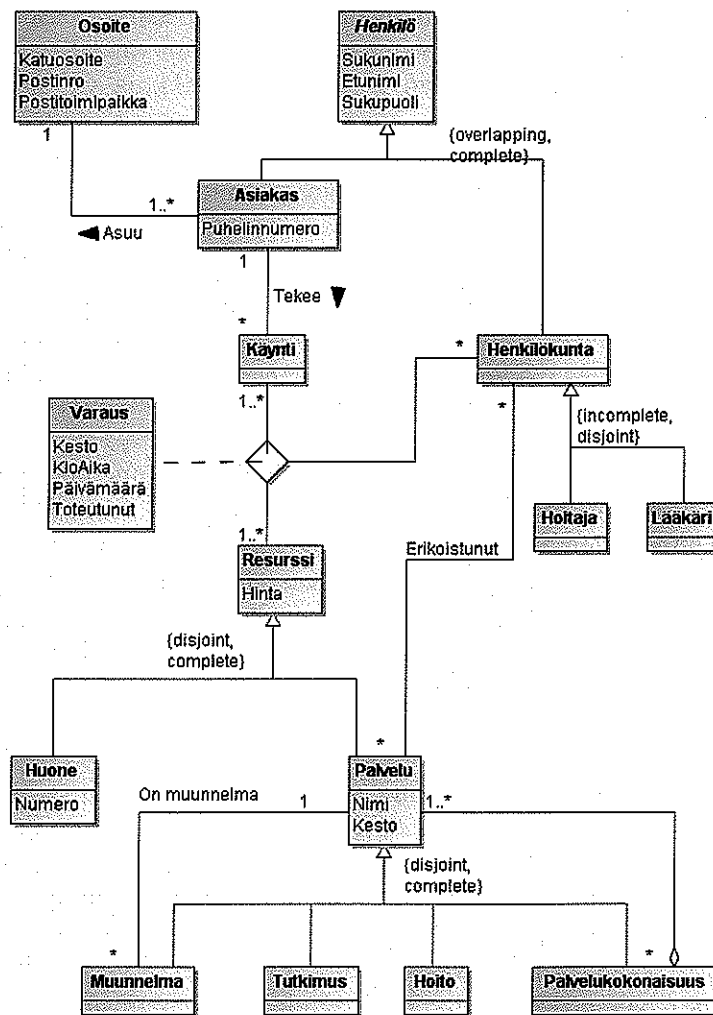 Osoite
Katuosoite
Postinro
Postitoimipaikka
Henkilö
Sukunimi
Etunimi
Sukupuoli
1
{overlapping,
complete}
1..*
Asuu
Asiakas
Puhelinnumero
1
Tekee
*
Käynti
1..*
*
Henkilökunta
*
Varaus
Kesto
KloAika
Päivämäärä
Toteutunut
{incomplete,
disjoint}
Hoitaja
Lääkäri
1..*
Resurssi
Hinta
Erikoistunut
{disjoint,
complete}
*
Huone
Numero
Palvelu
Nimi
Kesto
On muunnelma
1
1..*
{disjoint,
complete}
*
Muunnelma
Tutkimus
Hoito
*
Palvelukokonaisuus